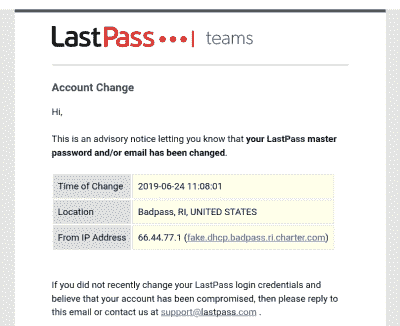 LastPass teams
Account Change
Hi,
This is an advisory notice letting you know that your LastPass master
password and/or email has been changed.
Time of Change 2019-06-24 11:08:01
Location Badpass, RI, UNITED STATES
From IP Address 66.44.77.1 (fake.dhcp.badpass.ri.charter.com)
If you did not recently change your LastPass login credentials and
believe that your account has been compromised, then please reply to
this email or contact us at support@lastpass.com .